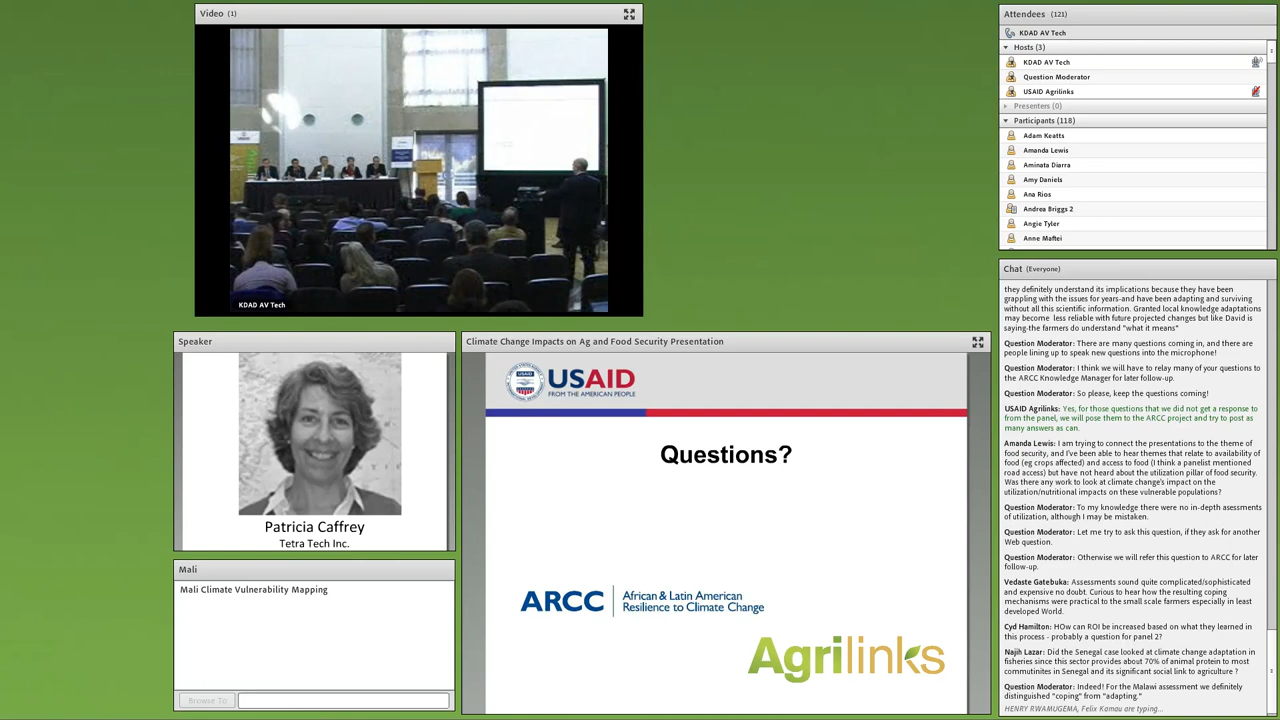 Video (1)
KDAD AV Tech
Speaker
Patricia Caffrey
Tetra Tech Inc.
Mali
Mali Climate Vulnerability Mapping
Browse To
Climate Change Impacts on Ag and Food Security Presentation
USAID
FROM THE AMERICAN PEOPLE
Questions?
ARCC
African & Latin American
Resilience to Climate Change
Agrilinks
Attendees (121)
KDAD AV Tech
Hosts (3)
KDAD AV Tech
Question Moderator
USAID Agrilinks
Presenters (0)
Participants (118)
Adam Keatts
Amanda Lewis
Aminata Diarra
Amy Daniels
Ana Rios
Andrea Briggs 2
Angie Tyler
Anne Maftei
Chat (Everyone)
they definitely understand its implications because they have been
grappling with the issues for years-and have been adapting and surviving
without all this scientific information. Granted local knowledge adaptations
may become less reliable with future projected changes but like David is
saying-the farmers do understand "what it means"
Question Moderator: There are many questions coming in, and there are
people lining up to speak new questions into the microphone!
Question Moderator: I think we will have to relay many of your questions to
the ARCC Knowledge Manager for later follow-up.
Question Moderator: So please, keep the questions coming!
USAID Agrilinks: Yes, for those questions that we did not get a response to
from the panel, we will pose them to the ARCC project and try to post as
many answers as can.
Amanda Lewis: I am trying to connect the presentations to the theme of
food security, and I've been able to hear themes that relate to availability of
food (eg crops affected) and access to food (I think a panelist mentioned
road access) but have not heard about the utilization pillar of food security.
Was there any work to look at climate change's impact on the
utilization/nutritional impacts on these vulnerable populations?
Question Moderator: To my knowledge there were no in-depth assessments
of utilization, although I may be mistaken.
Question Moderator: Let me try to ask this question, if they ask for another
Web question.
Question Moderator: Otherwise we will refer this question to ARCC for later
follow-up.
Vedaste Gatebuka: Assessments sound quite complicated/sophisticated
and expensive no doubt. Curious to hear how the resulting coping
mechanisms were practical to the small scale farmers especially in least
developed World.
Cyd Hamilton: HOw can ROI be increased based on what they learned in
this process - probably a question for panel 2?
Najih Lazar: Did the Senegal case looked at climate change adaptation in
fisheries since this sector provides about 70% of animal protein to most
communitites in Senegal and its significant social link to agriculture ?
Question Moderator: Indeed! For the Malawi assessment we definitely
distinguished "coping" from "adapting."
HENRY RWAMUGEMA, Felix Kamau are typing...